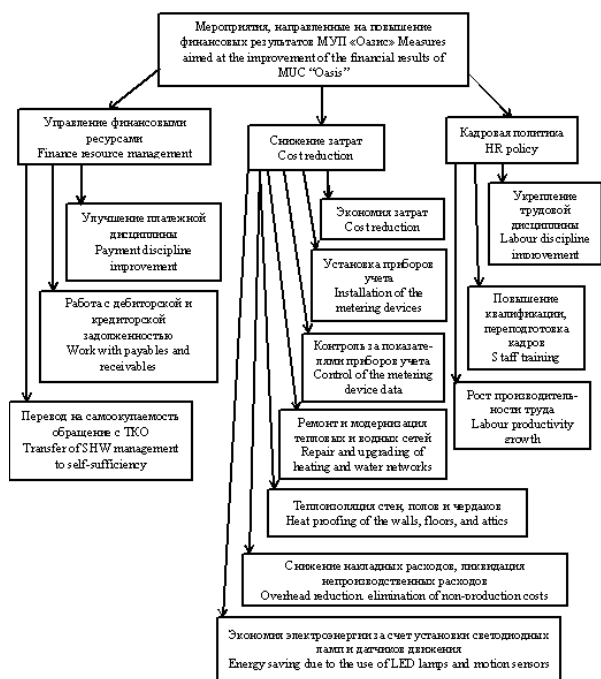 Мероприятия, направленные на повышение
финансовых результатов МУП «Оазис» Measures
aimed at the improvement of the financial results of
MUC “Oasis”
Управление финансовыми
ресурсами
Finance resource management
Снижение затрат
Cost reduction
Кадровая политика
HR policy
Улучшение платежной
дисциплины
Payment discipline
improvement
Работа с дебиторской и
кредиторской
задолженностью
Work with payables and
receivables
Перевод на самоокупаемость
обращение с ТКО
Transfer of SHW management
to self-sufficiency
Экономия затрат
Cost reduction
Установка приборов
учета
Installation of the
metering devices
Контроль за показате-
лями приборов учета
Control of the metering
device data
Ремонт и модернизация
тепловых и водных сетей
Repair and upgrading of
heating and water networks
Теплоизоляция стен, полов и чердаков
Heat proofing of the walls, floors, and attics
Снижение накладных расходов, ликвидация
непроизводственных расходов
Overhead reduction. elimination of non-production costs
Экономия электроэнергии за счет установки светодиодных
ламп и датчиков движения
Energy saving due to the use of LED lamps and motion sensors
Укрепление
трудовой
дисциплины
Labour discipline
improvement
Повышение
квалификации,
переподготовка
кадров
Staff training
Рост производитель-
ности труда
Labour productivity
growth